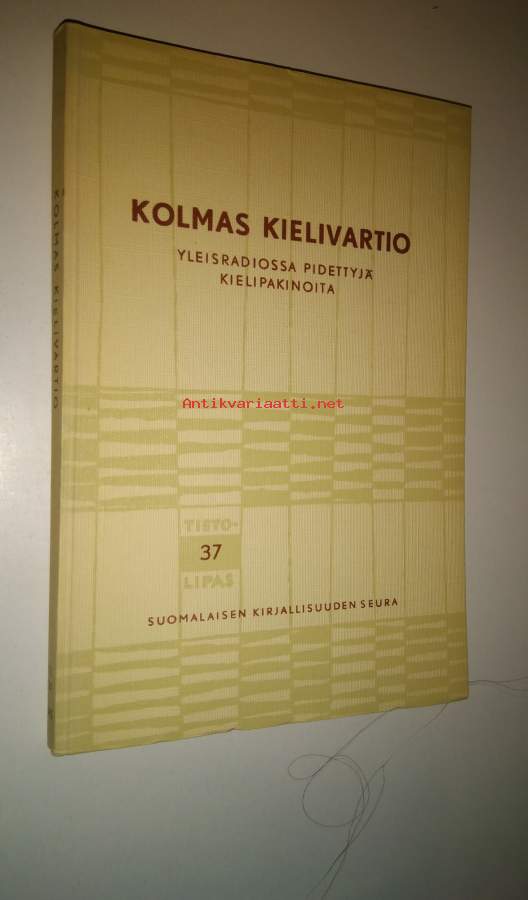 KOLMAS KIELIVARTIO
YLEISRADIOSSA PIDETTYJÄ
KIELIPAKINOITA
Antikvariaatti.net
TIETO-
37
LIPAS
SUOMALAISEN KIRJALLISUUDEN SEURA
KOLMAS KIELIVARTIO